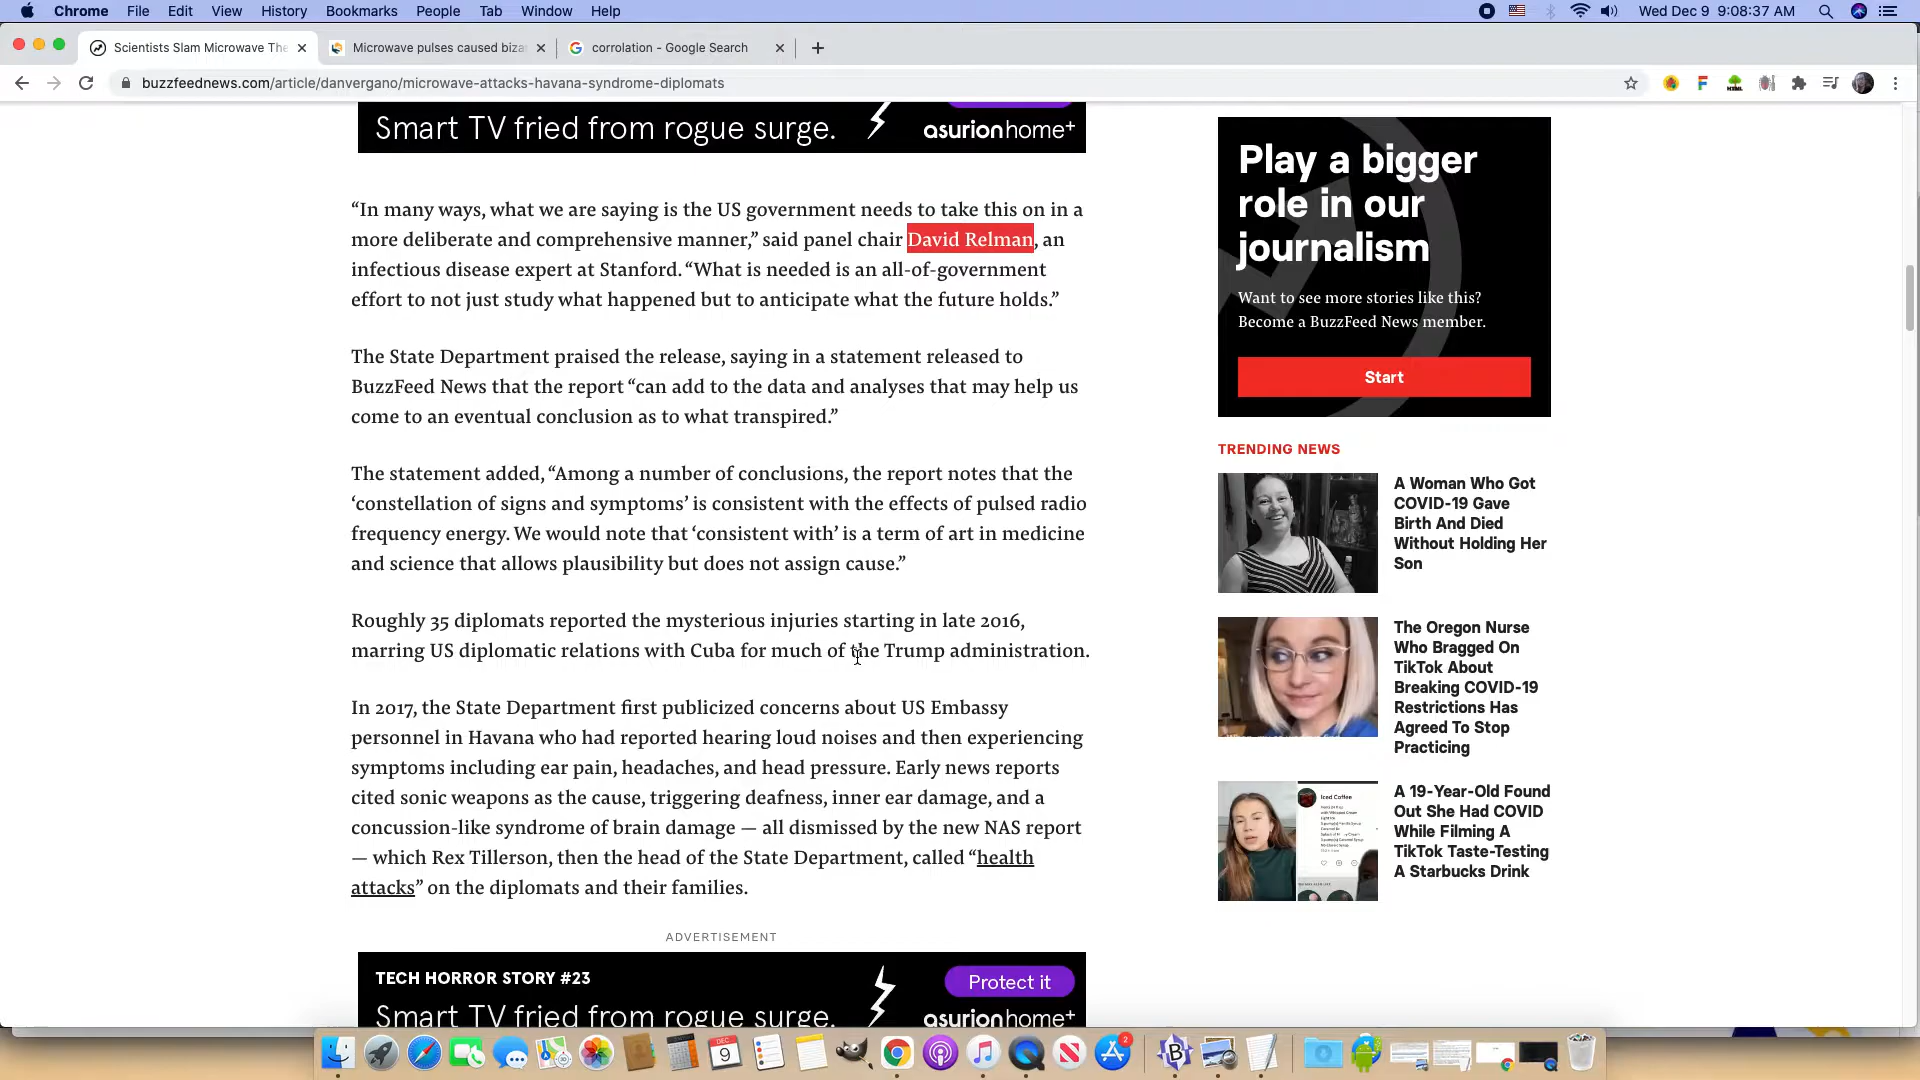 Chrome File Edit View History Bookmarks People Tab Window Help Wed Dec 9 9:08:37 AM
Scientists Slam Microwave The Microwave pulses caused biza corrolation - Google Search
buzzfeednews.com/article/danvergano/microwave-attacks-havana-syndrome-diplomats
Smart TV fried from rogue surge. asurion home+
“In many ways, what we are saying is the US government needs to take this on in a
more deliberate and comprehensive manner,” said panel chair David Relman, an
infectious disease expert at Stanford. “What is needed is an all-of-government
effort to not just study what happened but to anticipate what the future holds.”
The State Department praised the release, saying in a statement released to
BuzzFeed News that the report “can add to the data and analyses that may help us
come to an eventual conclusion as to what transpired.”
The statement added, “Among a number of conclusions, the report notes that the
‘constellation of signs and symptoms’ is consistent with the effects of pulsed radio
frequency energy. We would note that ‘consistent with’ is a term of art in medicine
and science that allows plausibility but does not assign cause.”
Roughly 35 diplomats reported the mysterious injuries starting in late 2016,
marring US diplomatic relations with Cuba for much of the Trump administration.
In 2017, the State Department first publicized concerns about US Embassy
personnel in Havana who had reported hearing loud noises and then experiencing
symptoms including ear pain, headaches, and head pressure. Early news reports
cited sonic weapons as the cause, triggering deafness, inner ear damage, and a
concussion-like syndrome of brain damage — all dismissed by the new NAS report
— which Rex Tillerson, then the head of the State Department, called “health
attacks” on the diplomats and their families.
ADVERTISEMENT
TECH HORROR STORY #23
Protect it
Smart TV fried from rogue surge.
asurion home+
Play a bigger
role in our
journalism
Want to see more stories like this?
Become a BuzzFeed News member.
Start
TRENDING NEWS
A Woman Who Got
COVID-19 Gave
Birth And Died
Without Holding Her
Son
The Oregon Nurse
Who Bragged On
TikTok About
Breaking COVID-19
Restrictions Has
Agreed To Stop
Practicing
Iced Coffee
A 19-Year-Old Found
Out She Had COVID
While Filming A
TikTok Taste-Testing
A Starbucks Drink
DEC
9
2